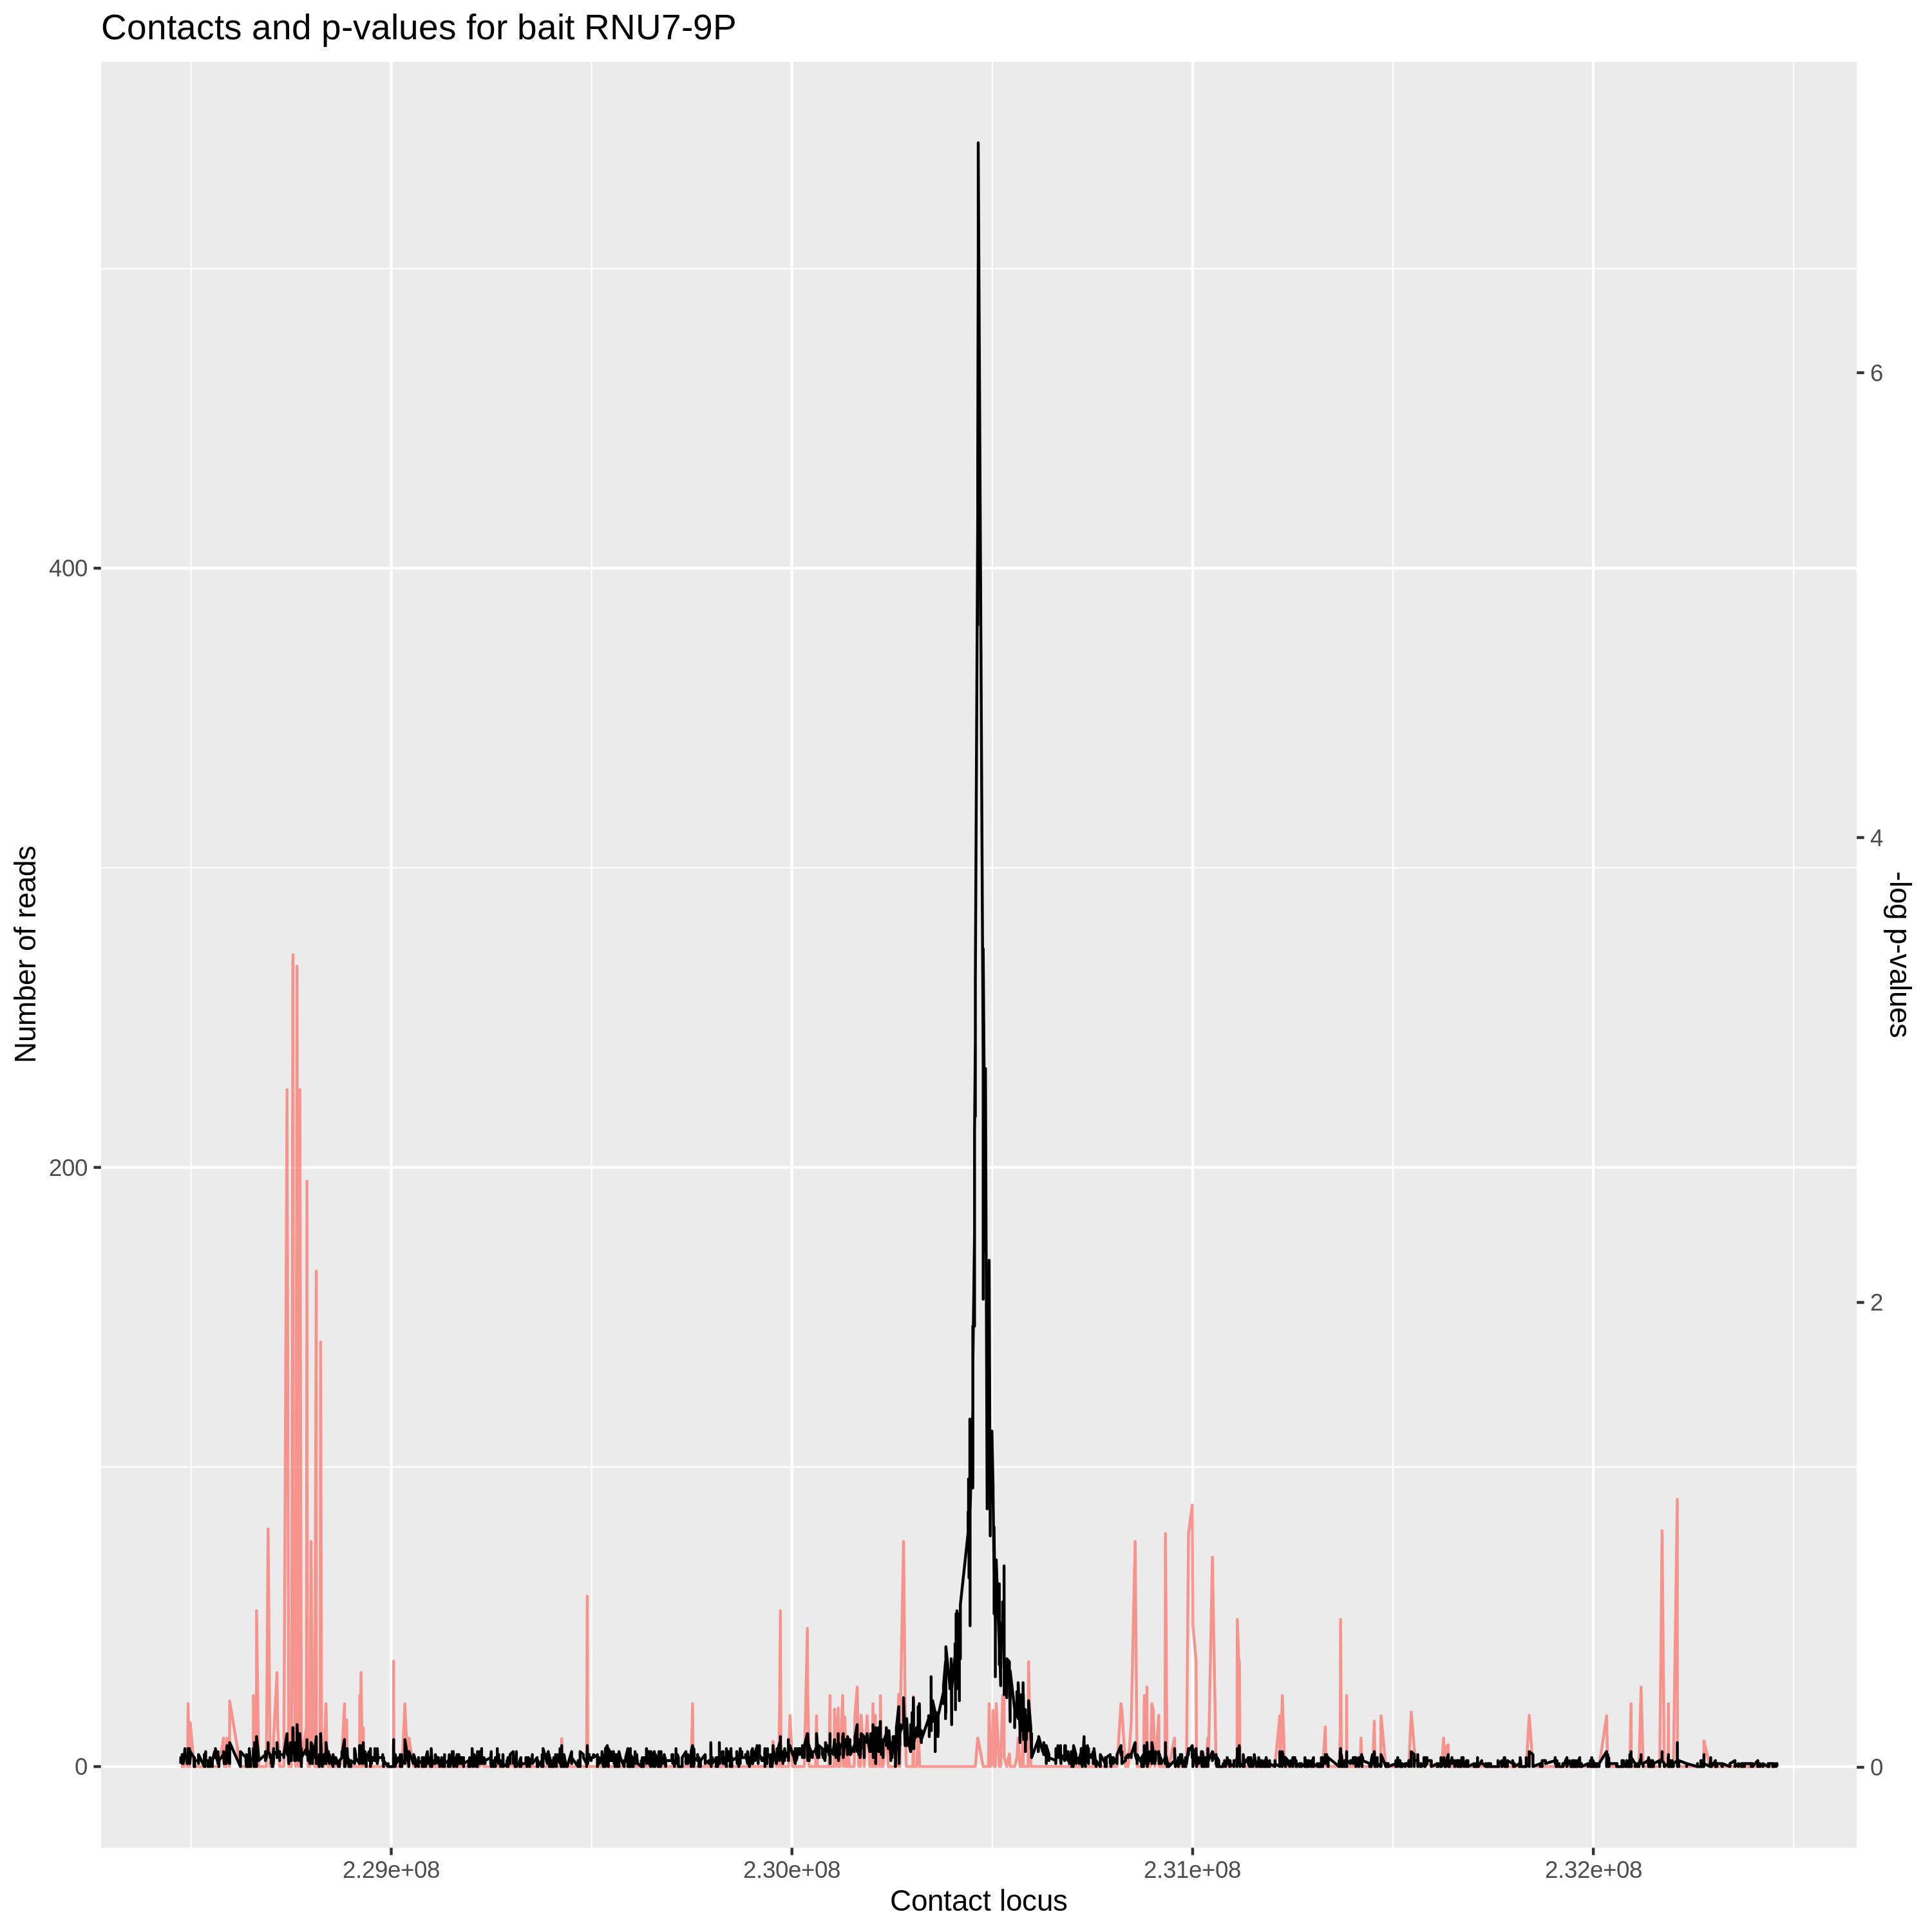 Contacts and p-values for bait RNU7-9P
Number of reads
400
200
0
6
4
2
0
-log p-values
2.29e+08
2.30e+08
2.31e+08
2.32e+08
Contact locus